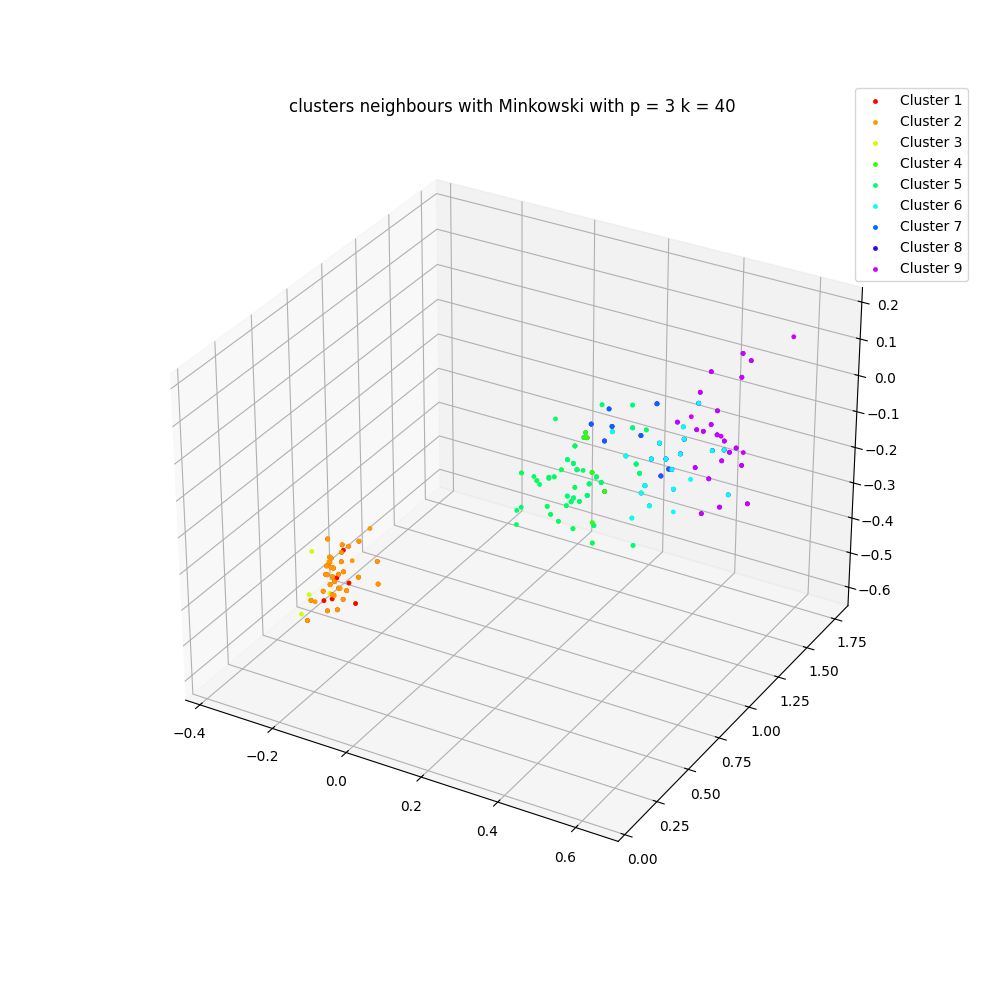 clusters neighbours with Minkowski with p = 3 k = 40
Cluster 1
Cluster 2
Cluster 3
Cluster 4
Cluster 5
Cluster 6
Cluster 7
Cluster 8
Cluster 9
0.2
0.1
0.0
−0.1
−0.2
−0.3
−0.4
−0.5
−0.6
1.75
1.50
1.25
1.00
0.75
0.50
0.25
0.00
−0.4
−0.2
0.0
0.2
0.4
0.6